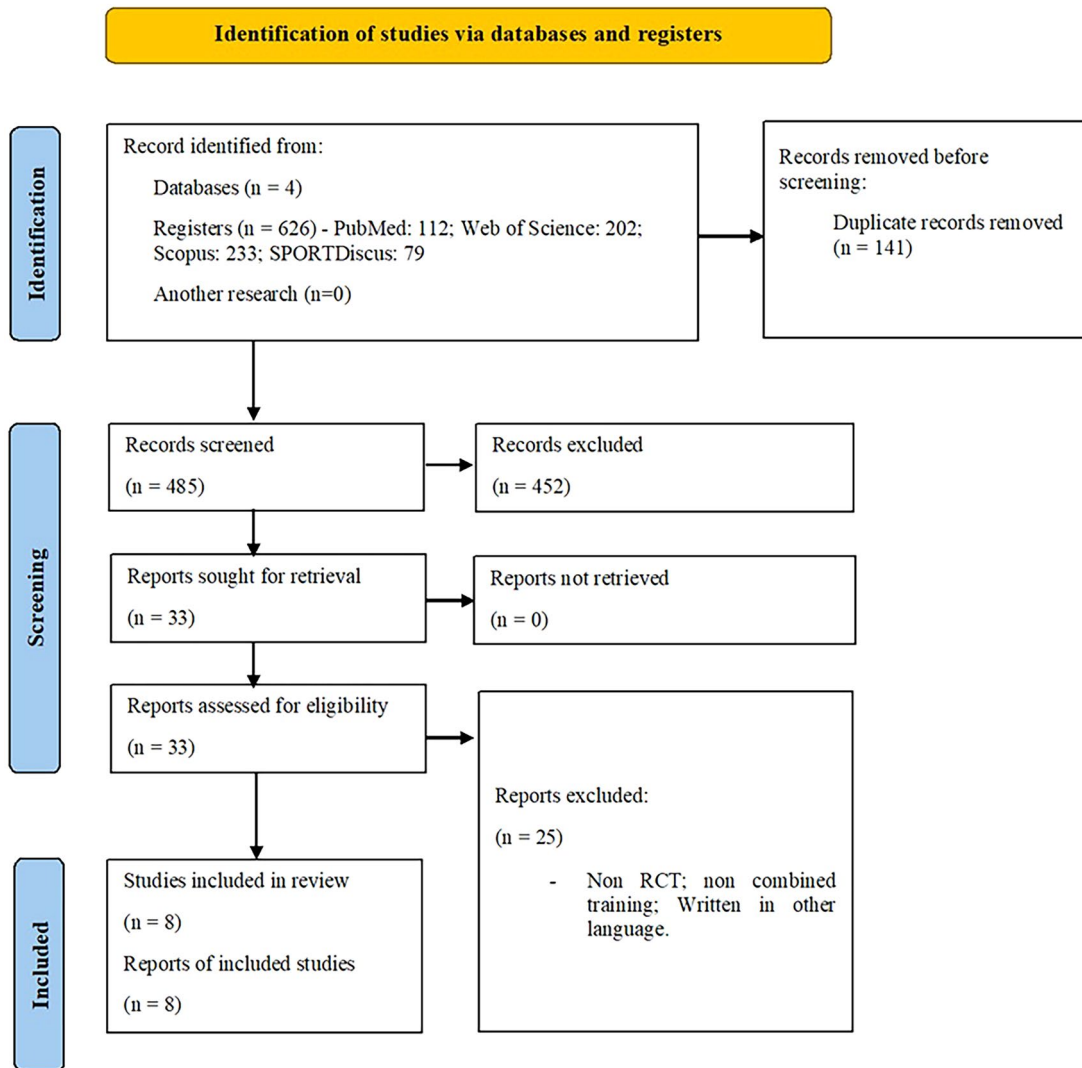 Identification of studies via databases and registers
Identification
Record identified from:
Databases (n = 4)
Registers (n = 626) - PubMed: 112; Web of Science: 202;
Scopus: 233; SPORTDiscus: 79
Another research (n=0)
Records removed before
screening:
Duplicate records removed
(n = 141)
Screening
Records screened
(n = 485)
Records excluded
(n = 452)
Reports sought for retrieval
(n = 33)
Reports not retrieved
(n = 0)
Reports assessed for eligibility
(n = 33)
Reports excluded:
(n = 25)
- Non RCT; non combined
training; Written in other
language.
Included
Studies included in review
(n = 8)
Reports of included studies
(n = 8)